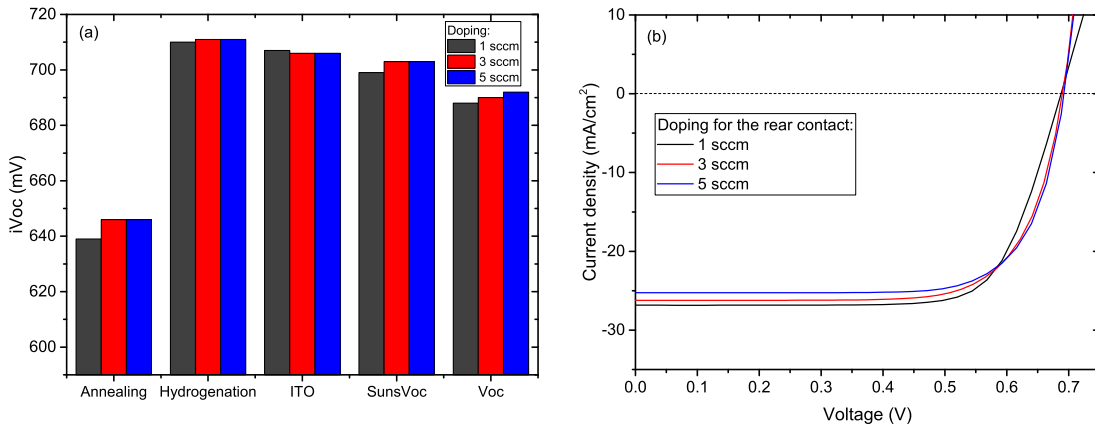 (a)
Doping:
1 sccm
3 sccm
5 sccm
iVoc (mV)
720
700
680
660
640
620
600
Annealing
Hydrogenation
ITO
SunsVoc
Voc
(b)
Current density (mA/cm²)
10
0
-10
-20
-30
Doping for the rear contact:
1 sccm
3 sccm
5 sccm
0.0 0.1 0.2 0.3 0.4 0.5 0.6 0.7
Voltage (V)